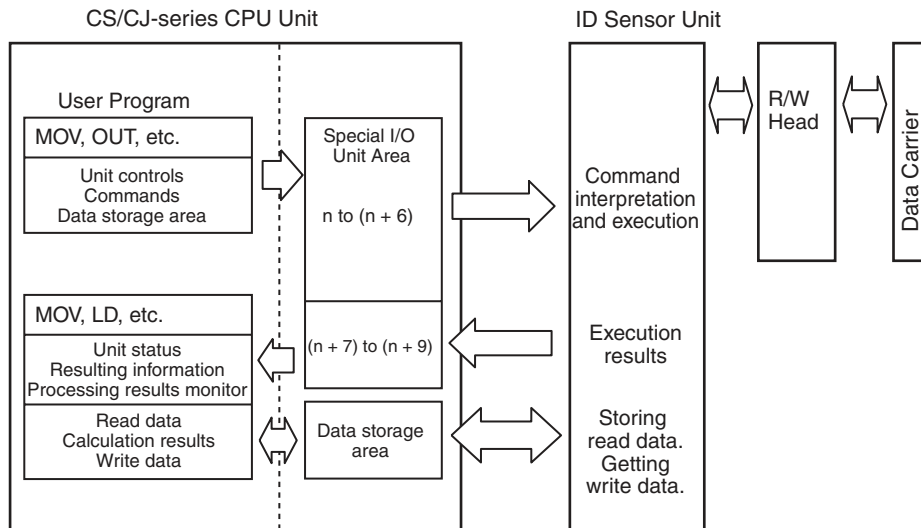 CS/CJ-series CPU Unit
ID Sensor Unit
User Program
MOV, OUT, etc.
Unit controls
Commands
Data storage area
Special I/O
Unit Area
n to (n + 6)
Command
interpretation
and execution
R/W
Head
Data Carrier
MOV, LD, etc.
Unit status
Resulting information
Processing results monitor
(n + 7) to (n + 9)
Execution
results
Read data
Calculation results
Write data
Data storage
area
Storing
read data.
Getting
write data.